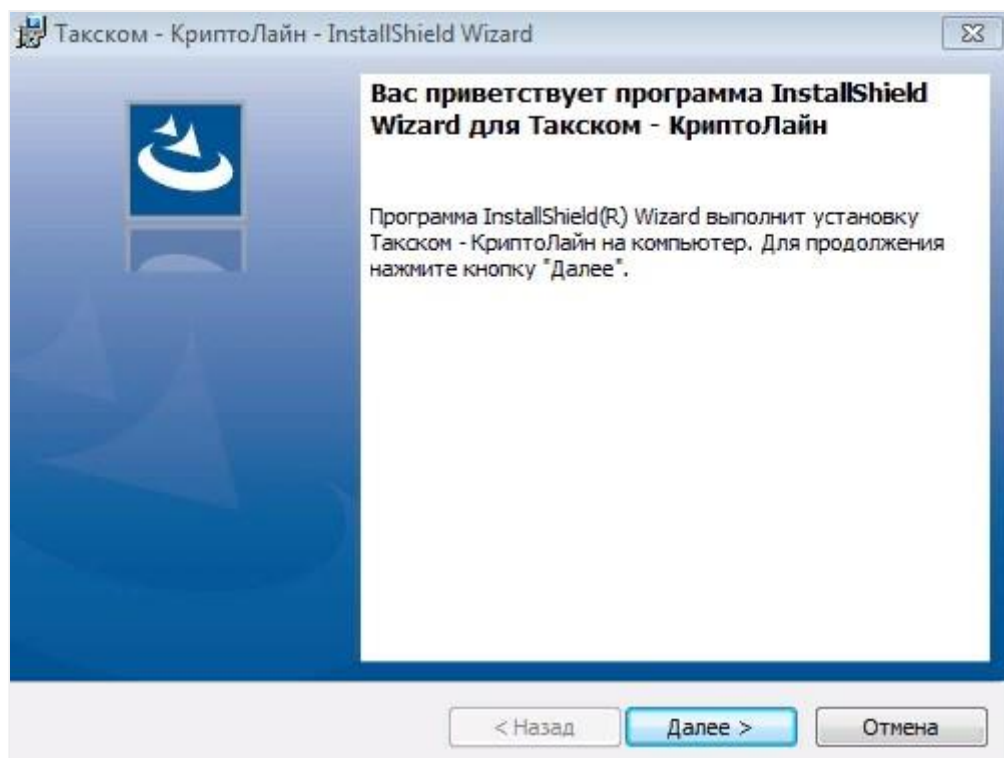 Такском - КриптоЛайн - InstallShield Wizard
Вас приветствует программа InstallShield
Wizard для Такском - КриптоЛайн
Программа InstallShield(R) Wizard выполнит установку
Такском - КриптоЛайн на компьютер. Для продолжения
нажмите кнопку "Далее".
< Назад
Далее >
Отмена